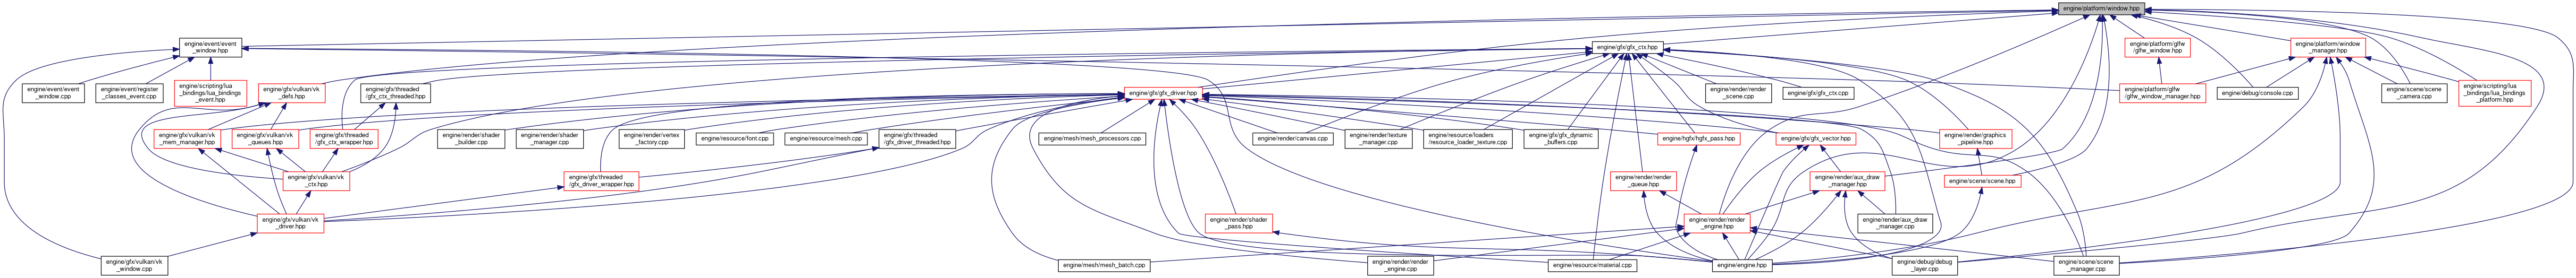 engine/platform/window.hpp
engine/event/event
_window.hpp
engine/gfx/gfx_ctx.hpp
engine/platform/glfw
/glfw_window.hpp
engine/platform/window
_manager.hpp
engine/event/event
_window.cpp
engine/event/register
_classes_event.cpp
engine/scripting/lua
_bindings/lua_bindings
_event.hpp
engine/gfx/vulkan/vk
_defs.hpp
engine/gfx/threaded
/gfx_ctx_threaded.hpp
engine/gfx/gfx_driver.hpp
engine/render/render
_scene.cpp
engine/gfx/gfx_ctx.cpp
engine/platform/glfw
/glfw_window_manager.hpp
engine/debug/console.cpp
engine/scene/scene
_camera.cpp
engine/scripting/lua
_bindings/lua_bindings
_platform.hpp
engine/gfx/vulkan/vk
_mem_manager.hpp
engine/gfx/vulkan/vk
_queues.hpp
engine/gfx/threaded
/gfx_ctx_wrapper.hpp
engine/render/shader
_builder.cpp
engine/render/shader
_manager.cpp
engine/render/vertex
_factory.cpp
engine/resource/font.cpp
engine/resource/mesh.cpp
engine/gfx/threaded
/gfx_driver_threaded.hpp
engine/mesh/mesh_processors.cpp
engine/render/canvas.cpp
engine/render/texture
_manager.cpp
engine/resource/loaders
/resource_loader_texture.cpp
engine/gfx/gfx_dynamic
_buffers.cpp
engine/hgfx/hgfx_pass.hpp
engine/gfx/gfx_vector.hpp
engine/render/graphics
_pipeline.hpp
engine/gfx/vulkan/vk
_ctx.hpp
engine/gfx/threaded
/gfx_driver_wrapper.hpp
engine/render/render
_queue.hpp
engine/render/aux_draw
_manager.hpp
engine/scene/scene.hpp
engine/gfx/vulkan/vk
_driver.hpp
engine/render/shader
_pass.hpp
engine/render/render
_engine.hpp
engine/render/aux_draw
_manager.cpp
engine/gfx/vulkan/vk
_window.cpp
engine/mesh/mesh_batch.cpp
engine/render/render
_engine.cpp
engine/resource/material.cpp
engine/engine.hpp
engine/debug/debug
_layer.cpp
engine/scene/scene
_manager.cpp